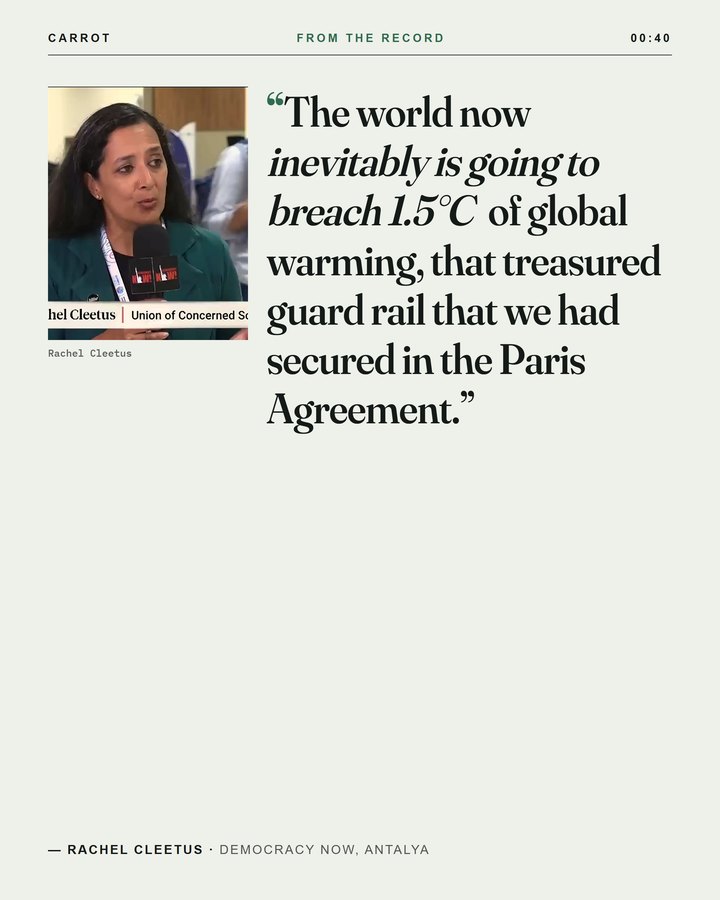 CARROT
FROM THE RECORD
00:40
“The world now
inevitably is going to
breach 1.5°C of global
warming, that treasured
guard rail that we had
secured in the Paris
Agreement.”
NOW!
NOW!
hel Cleetus | Union of Concerned Sc
Rachel Cleetus
— RACHEL CLEETUS · DEMOCRACY NOW, ANTALYA